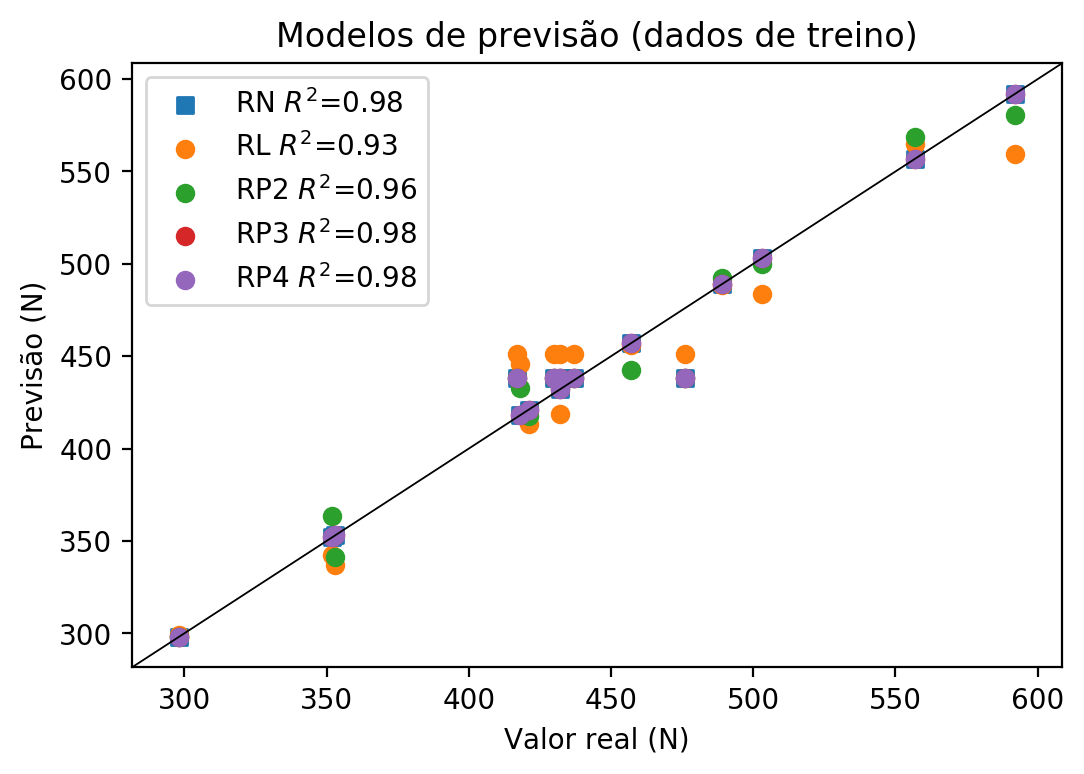 Modelos de previsão (dados de treino)
RN R²=0.98
RL R²=0.93
RP2 R²=0.96
RP3 R²=0.98
RP4 R²=0.98
600
550
500
450
400
350
300
Previsão (N)
300 350 400 450 500 550 600
Valor real (N)